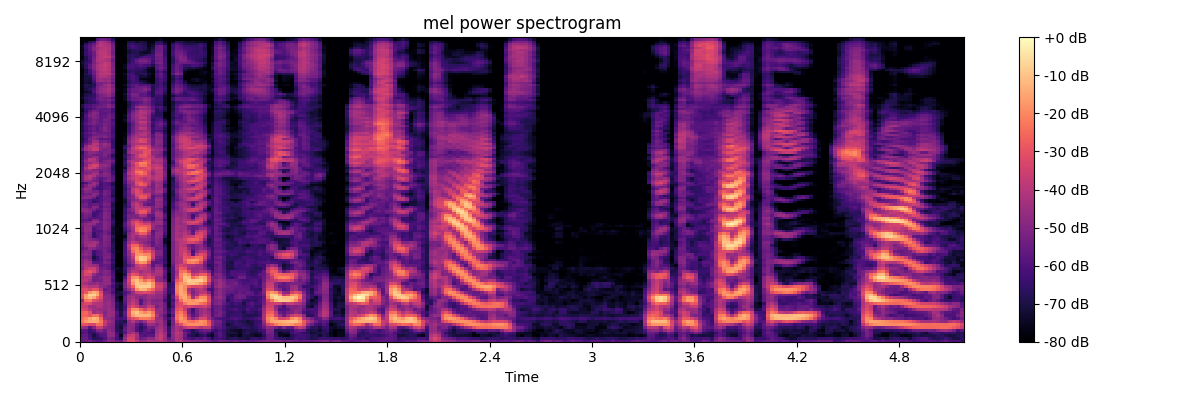 mel power spectrogram
8192
4096
2048
1024
512
0
Hz
0 0.6 1.2 1.8 2.4 3 3.6 4.2 4.8
Time
+0 dB
-10 dB
-20 dB
-30 dB
-40 dB
-50 dB
-60 dB
-70 dB
-80 dB